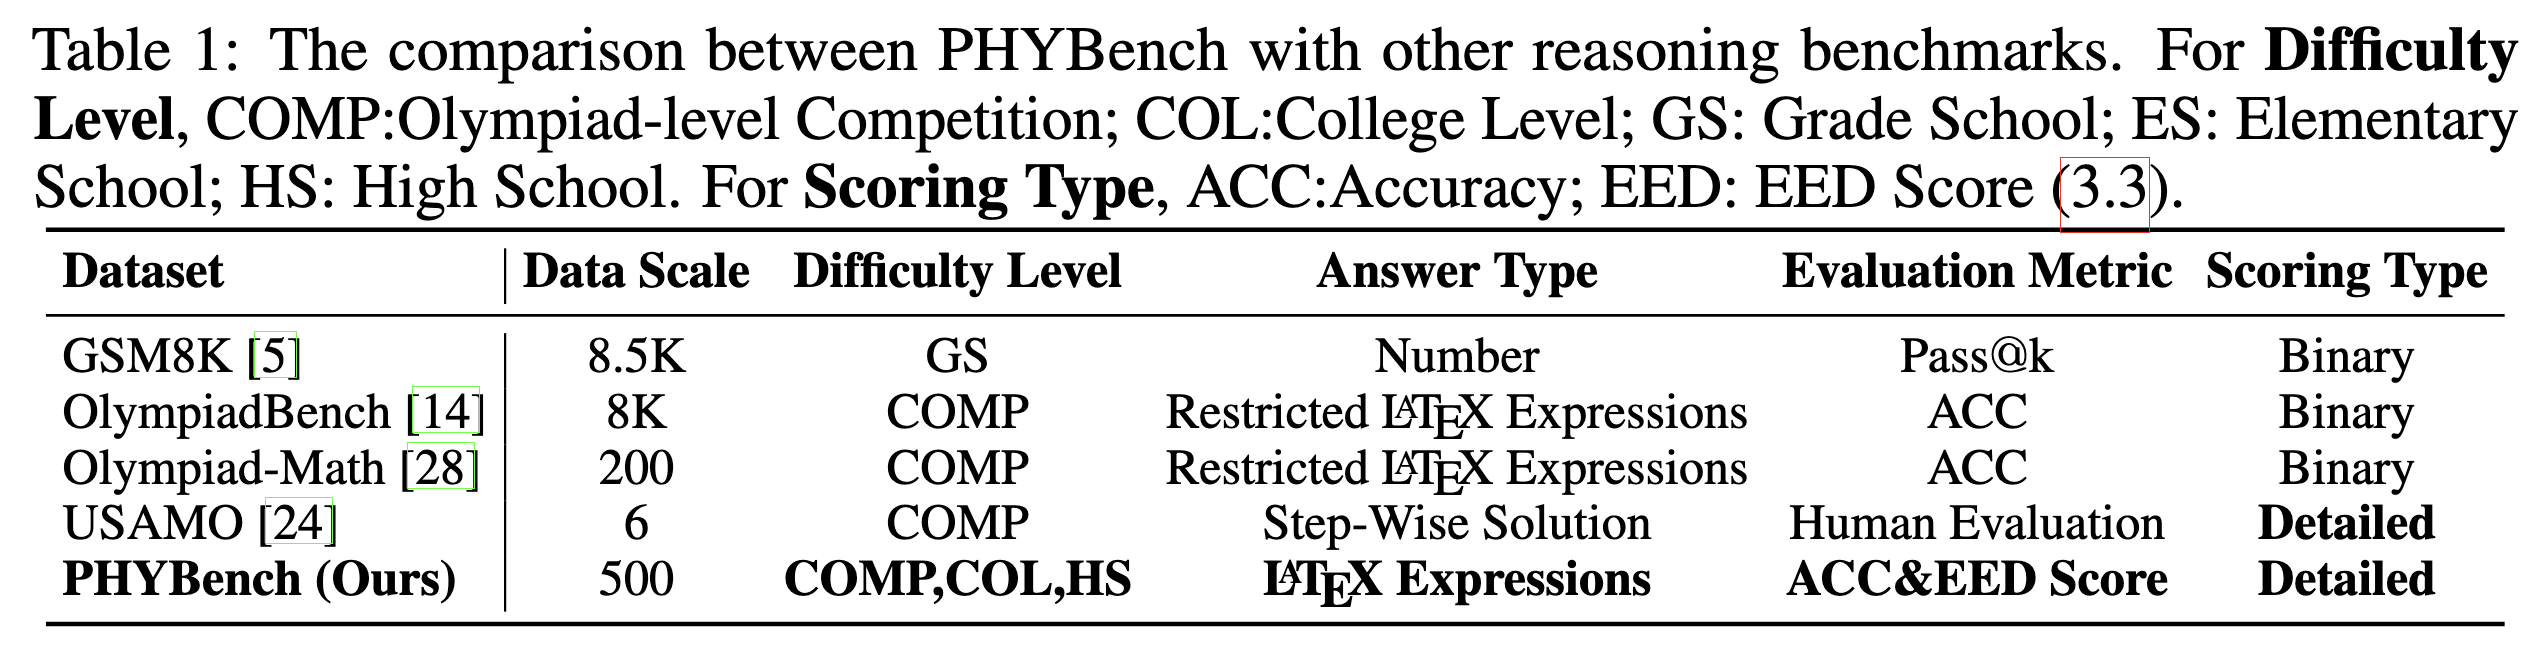 Table 1: The comparison between PHYBench with other reasoning benchmarks. For Difficulty
Level, COMP:Olympiad-level Competition; COL:College Level; GS: Grade School; ES: Elementary
School; HS: High School. For Scoring Type, ACC:Accuracy; EED: EED Score (3.3).
Dataset Data Scale Difficulty Level Answer Type Evaluation Metric Scoring Type
GSM8K [5] 8.5K GS Number Pass@k Binary
OlympiadBench [14] 8K COMP Restricted LATEX Expressions ACC Binary
Olympiad-Math [28] 200 COMP Restricted LATEX Expressions ACC Binary
USAMO [24] 6 COMP Step-Wise Solution Human Evaluation Detailed
PHYBench (Ours) 500 COMP,COL,HS LATEX Expressions ACC&EED Score Detailed